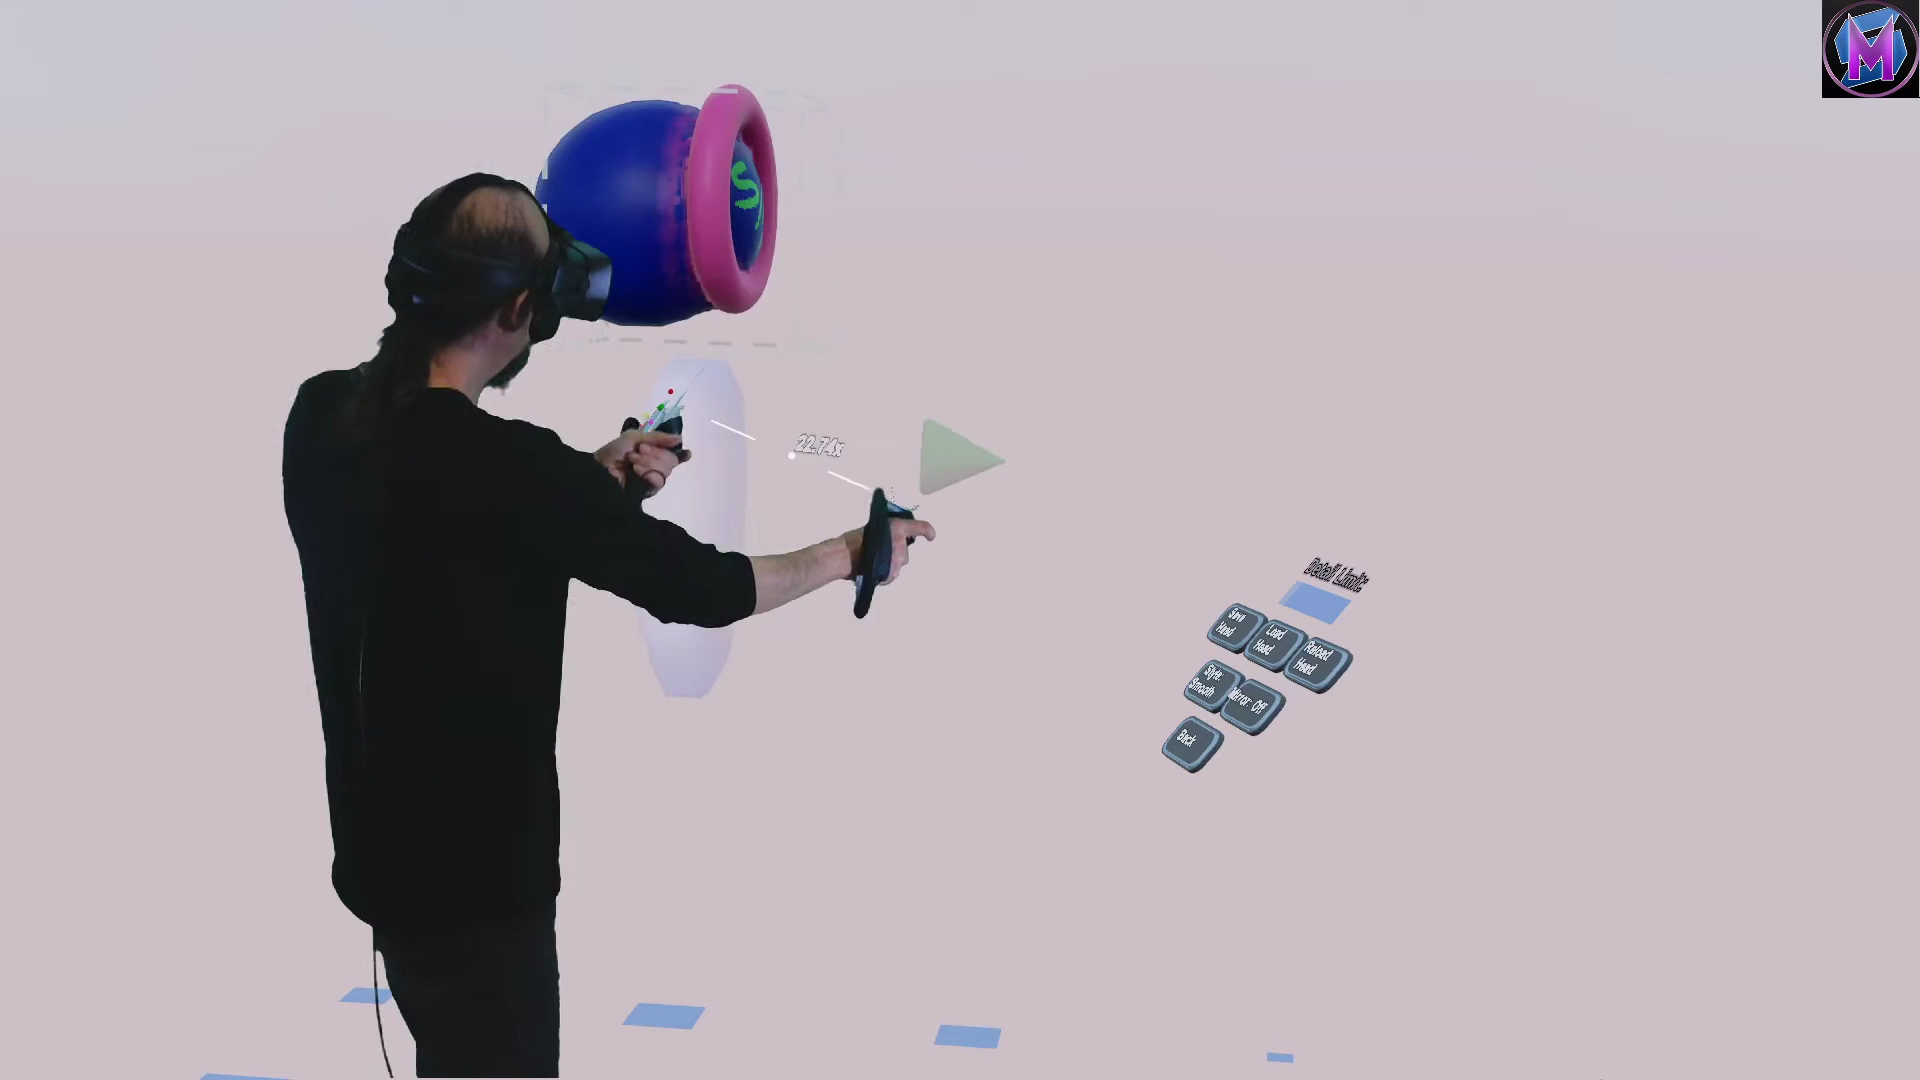 M
S
22.74x
Detail Limit:
Save
Head
Load
Head
Reload
Head
Style:
Smooth
Mirror: Off
Back